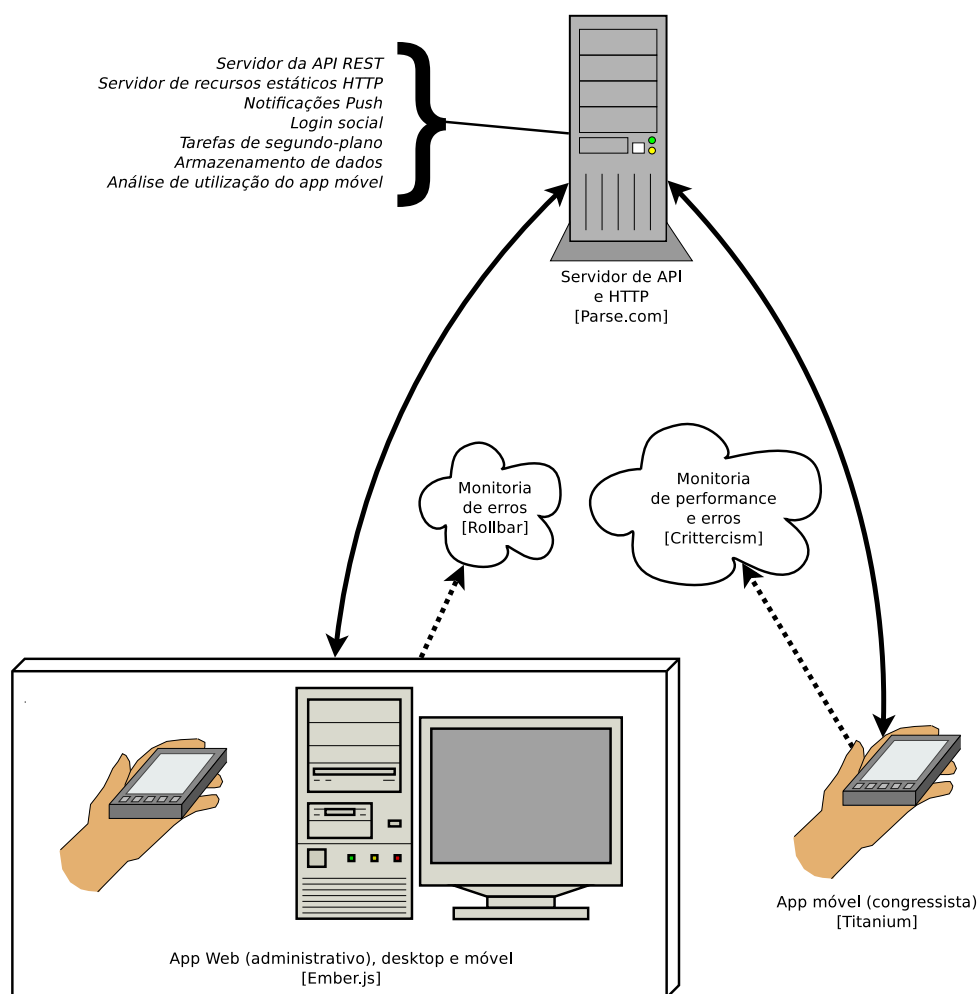 Servidor da API REST
Servidor de recursos estáticos HTTP
Notificações Push
Login social
Tarefas de segundo-plano
Armazenamento de dados
Análise de utilização do app móvel
Servidor de API
e HTTP
[Parse.com]
Monitoria
de erros
[Rollbar]
Monitoria
de performance
e erros
[Crittercism]
App móvel (congressista)
[Titanium]
App Web (administrativo), desktop e móvel
[Ember.js]